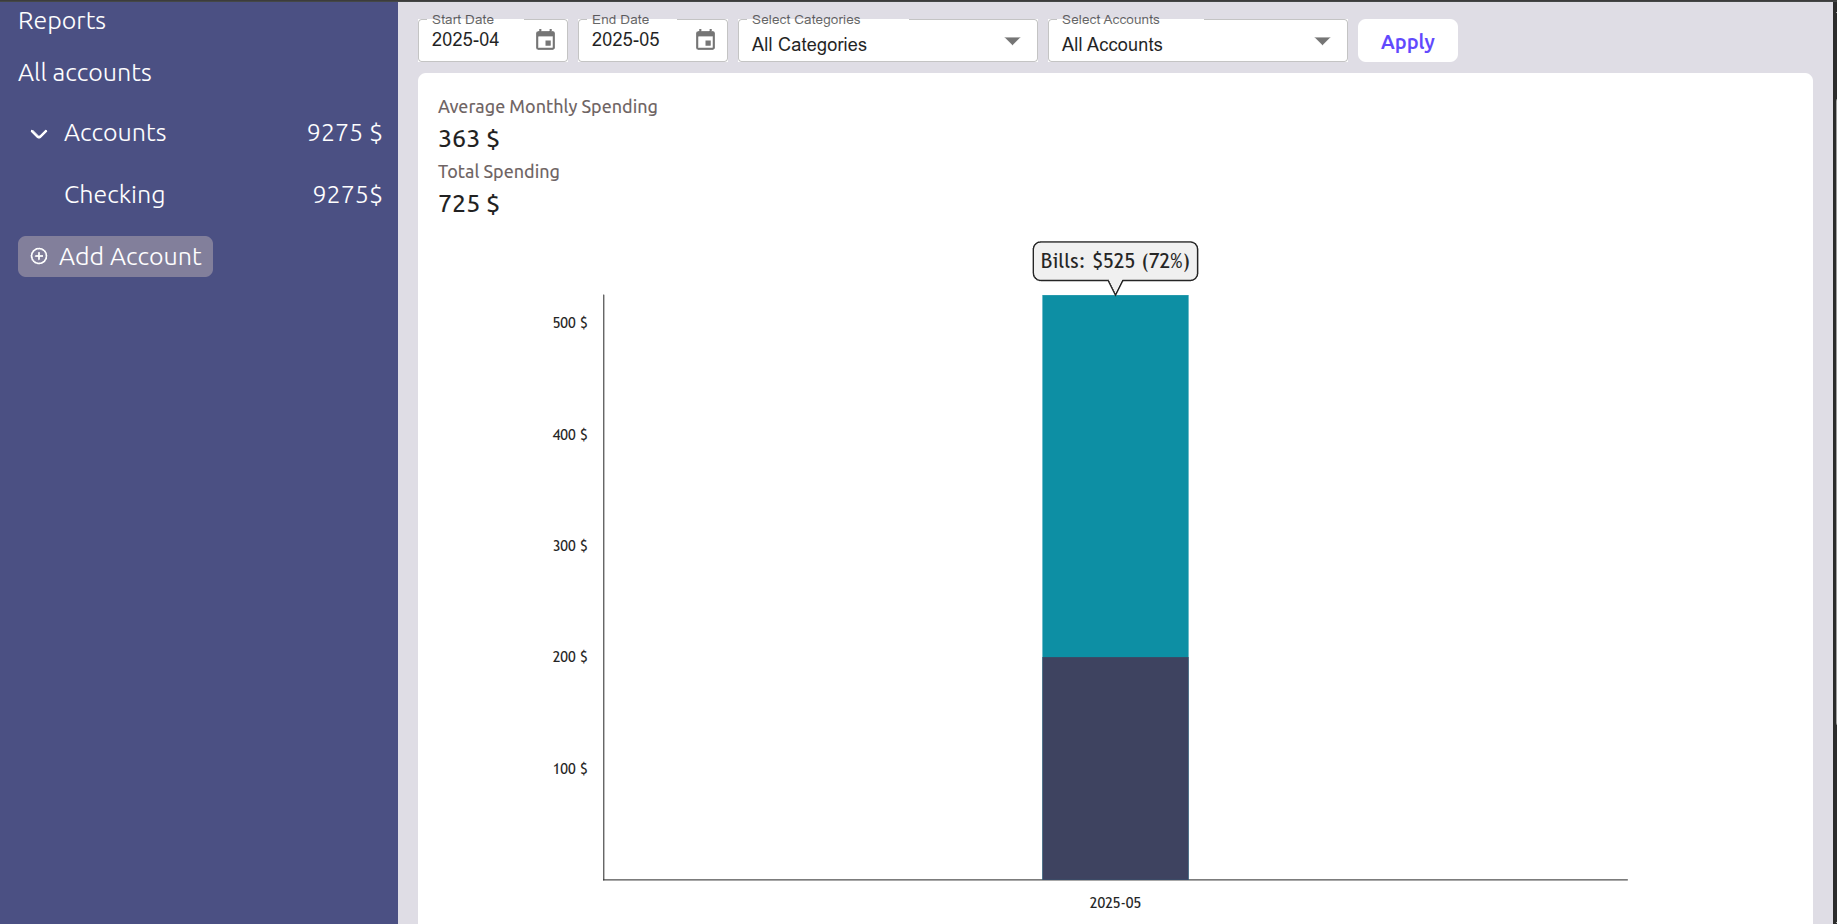 Reports
All accounts
Accounts 9275 $
Checking 9275$
Add Account
Start Date
2025-04
End Date
2025-05
Select Categories
All Categories
Select Accounts
All Accounts
Apply
Average Monthly Spending
363 $
Total Spending
725 $
Bills: $525 (72%)
500 $
400 $
300 $
200 $
100 $
2025-05